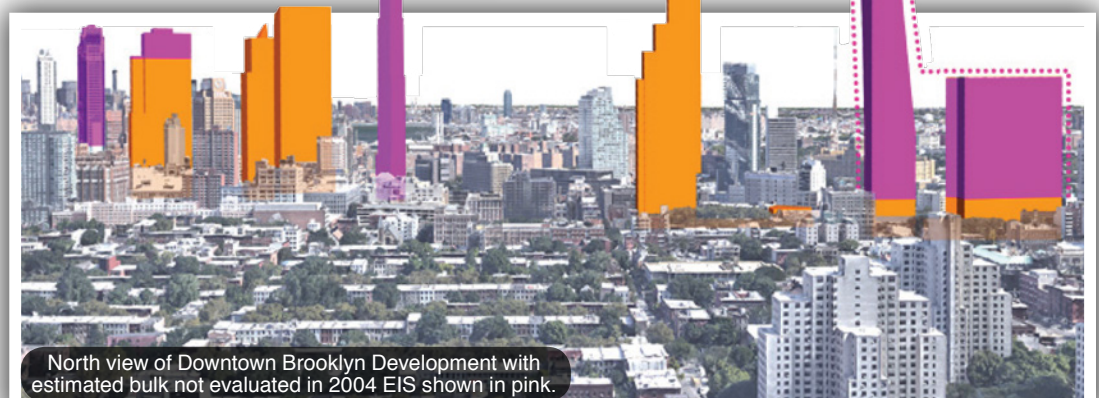 North view of Downtown Brooklyn Development with
estimated bulk not evaluated in 2004 EIS shown in pink.